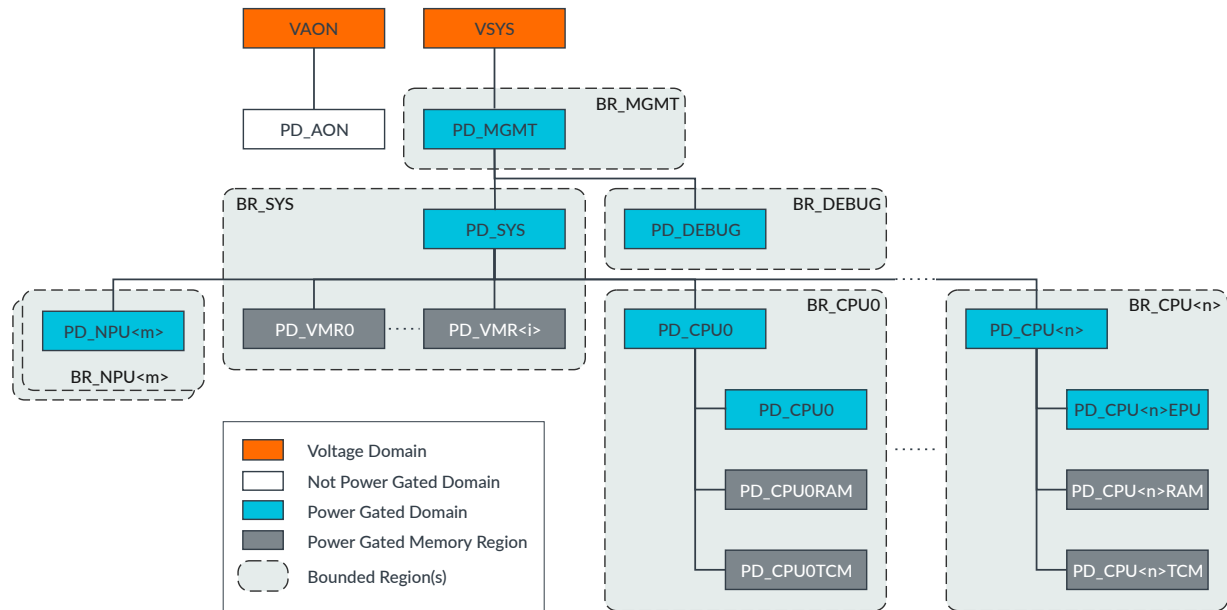 VAON
VSYS
BR_MGMT
PD_AON
PD_MGMT
BR_SYS
BR_DEBUG
PD_SYS
PD_DEBUG
BR_CPU0
BR_CPU<n>
PD_NPU<m>
PD_VMR0
PD_VMR<i>
PD_CPU0
PD_CPU<n>
BR_NPU<m>
PD_CPU0
PD_CPU<n>EPU
Voltage Domain
Not Power Gated Domain
PD_CPU0RAM
PD_CPU<n>RAM
Power Gated Domain
Power Gated Memory Region
PD_CPU0TCM
PD_CPU<n>TCM
Bounded Region(s)